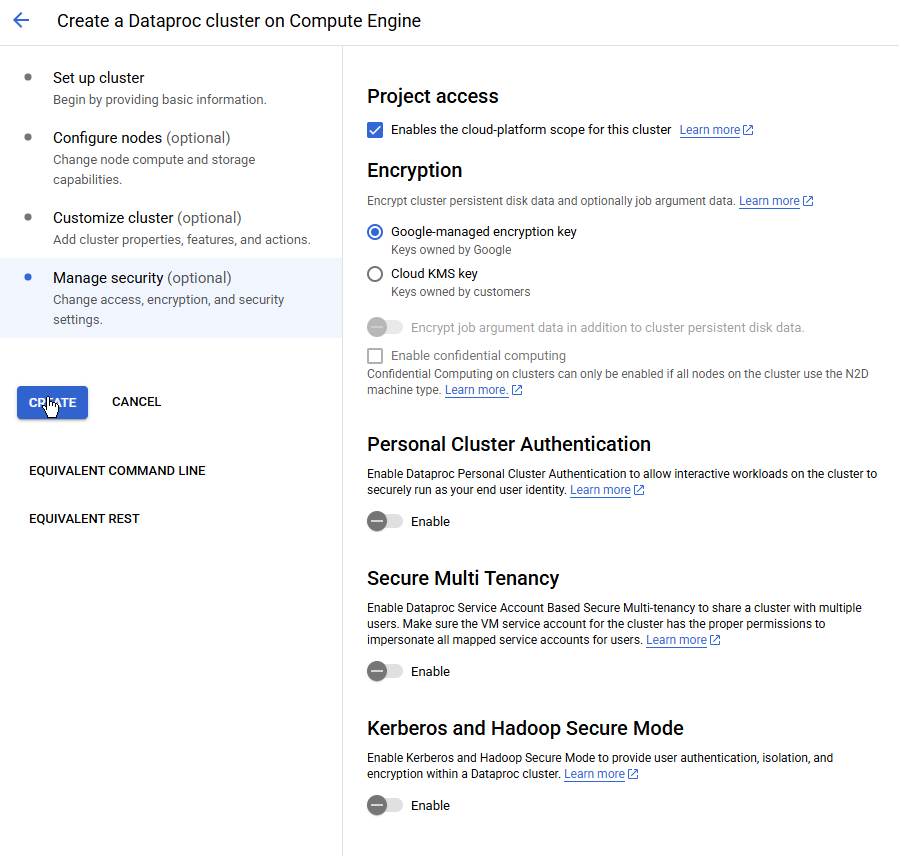 Create a Dataproc cluster on Compute Engine
Set up cluster
Begin by providing basic information.
Configure nodes (optional)
Change node compute and storage
capabilities.
Customize cluster (optional)
Add cluster properties, features, and actions.
Manage security (optional)
Change access, encryption, and security
settings.
CREATE
CANCEL
EQUIVALENT COMMAND LINE
EQUIVALENT REST
Project access
Enables the cloud-platform scope for this cluster Learn more
Encryption
Encrypt cluster persistent disk data and optionally job argument data. Learn more
Google-managed encryption key
Keys owned by Google
Cloud KMS key
Keys owned by customers
Encrypt job argument data in addition to cluster persistent disk data.
Enable confidential computing
Confidential Computing on clusters can only be enabled if all nodes on the cluster use the N2D
machine type. Learn more.
Personal Cluster Authentication
Enable Dataproc Personal Cluster Authentication to allow interactive workloads on the cluster to
securely run as your end user identity. Learn more
Enable
Secure Multi Tenancy
Enable Dataproc Service Account Based Secure Multi-tenancy to share a cluster with multiple
users. Make sure the VM service account for the cluster has the proper permissions to
impersonate all mapped service accounts for users. Learn more
Enable
Kerberos and Hadoop Secure Mode
Enable Kerberos and Hadoop Secure Mode to provide user authentication, isolation, and
encryption within a Dataproc cluster. Learn more
Enable